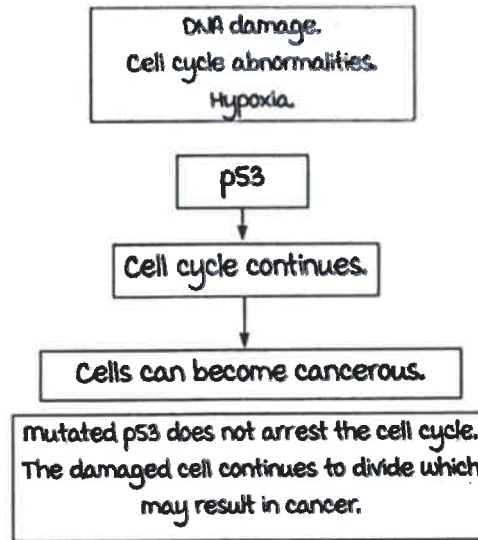 DNA damage.
Cell cycle abnormalities.
Hypoxia.
p53
Cell cycle continues.
Cells can become cancerous.
mutated p53 does not arrest the cell cycle.
The damaged cell continues to divide which
may result in cancer.